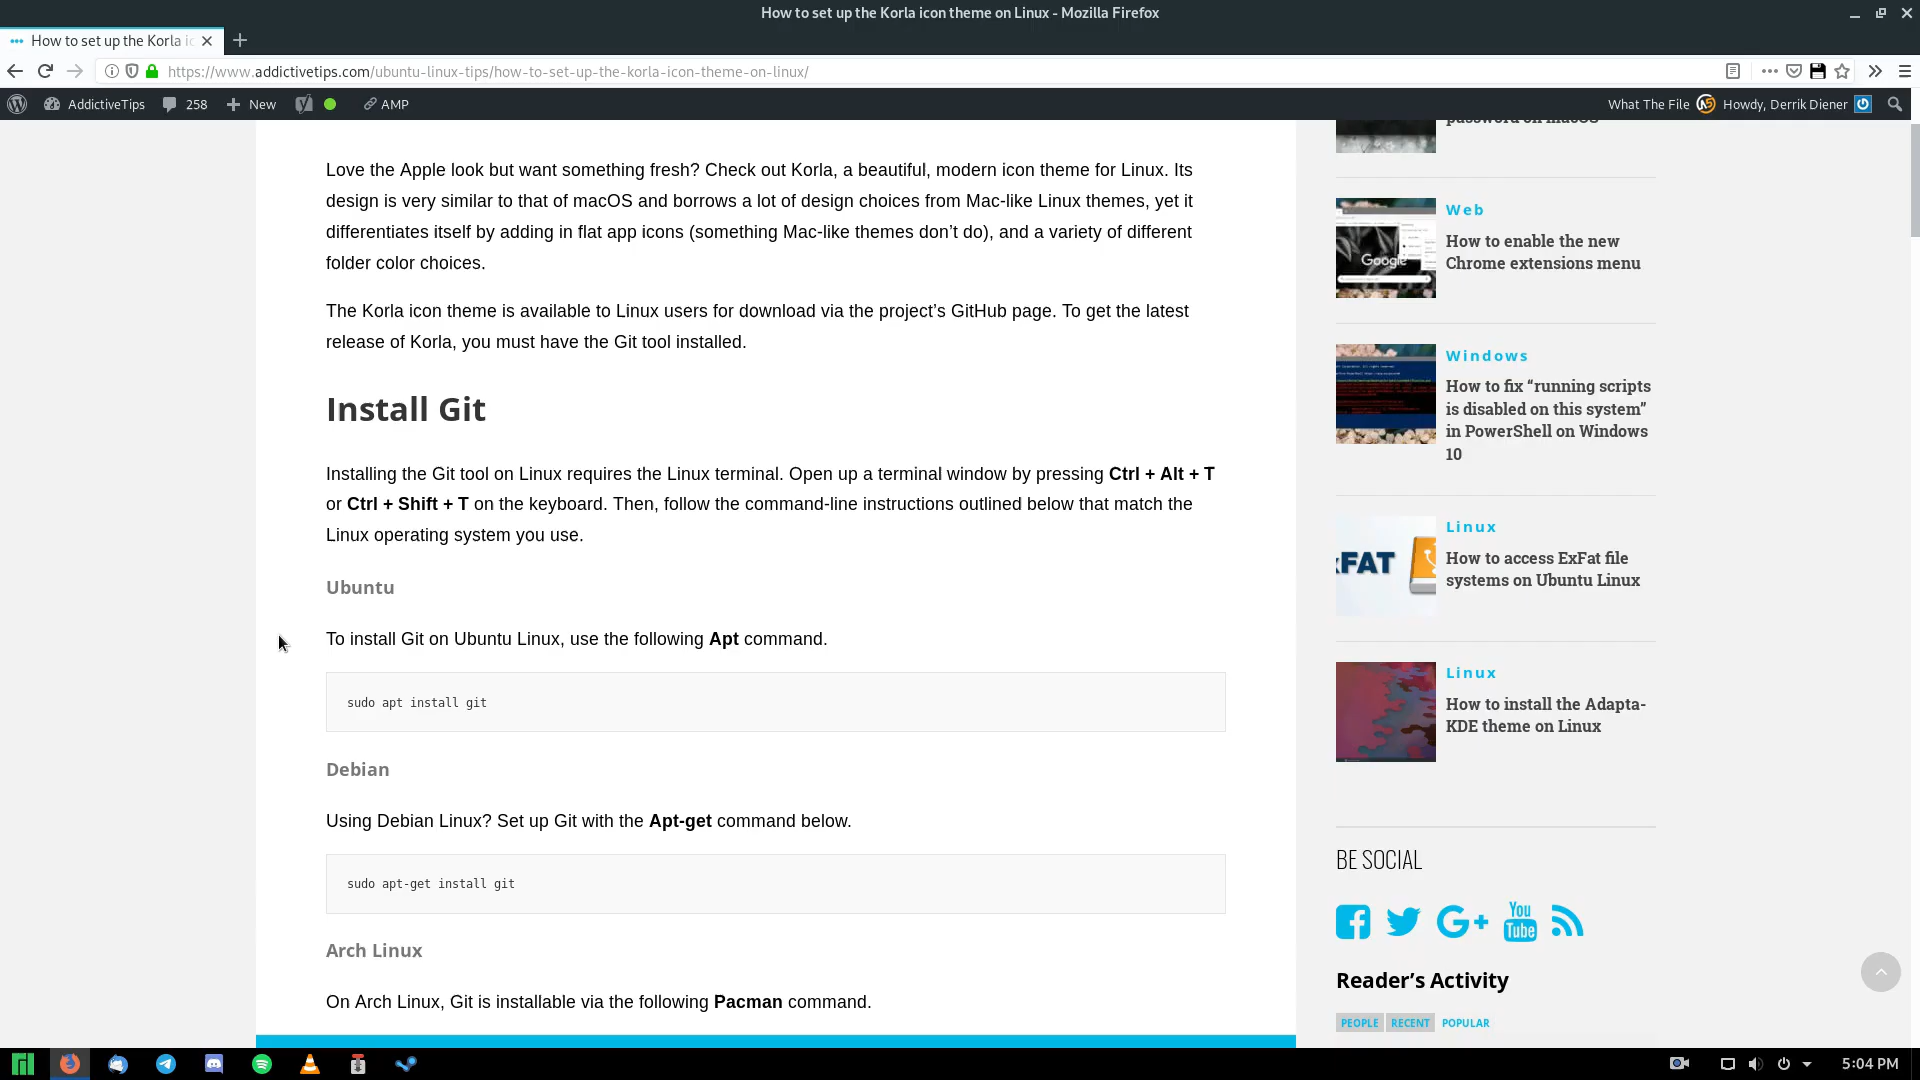 How to set up the Korla icon theme on Linux - Mozilla Firefox
How to set up the Korla ic
https://www.addictivetips.com/ubuntu-linux-tips/how-to-set-up-the-korla-icon-theme-on-linux/
AddictiveTips 258 New AMP What The File Howdy, Derrik Diener
Love the Apple look but want something fresh? Check out Korla, a beautiful, modern icon theme for Linux. Its
design is very similar to that of macOS and borrows a lot of design choices from Mac-like Linux themes, yet it
differentiates itself by adding in flat app icons (something Mac-like themes don’t do), and a variety of different
folder color choices.
The Korla icon theme is available to Linux users for download via the project’s GitHub page. To get the latest
release of Korla, you must have the Git tool installed.
Install Git
Installing the Git tool on Linux requires the Linux terminal. Open up a terminal window by pressing Ctrl + Alt + T
or Ctrl + Shift + T on the keyboard. Then, follow the command-line instructions outlined below that match the
Linux operating system you use.
Ubuntu
To install Git on Ubuntu Linux, use the following Apt command.
sudo apt install git
Debian
Using Debian Linux? Set up Git with the Apt-get command below.
sudo apt-get install git
Arch Linux
On Arch Linux, Git is installable via the following Pacman command.
password on macOS
Web
How to enable the new
Chrome extensions menu
Google
Windows
How to fix “running scripts
is disabled on this system”
in PowerShell on Windows
10
Linux
How to access ExFat file
systems on Ubuntu Linux
xFAT
Linux
How to install the Adapta-
KDE theme on Linux
BE SOCIAL
You
Tube
Reader’s Activity
PEOPLE RECENT POPULAR
5:04 PM